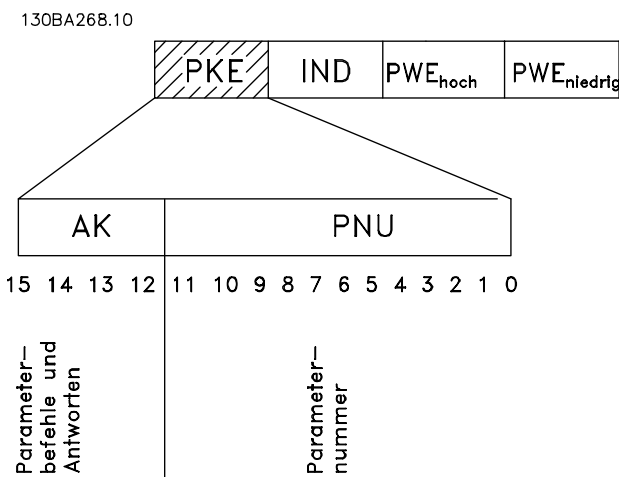 130BA268.10
PKE IND PWEhoch PWEniedrig
AK PNU
15 14 13 12 11 10 9 8 7 6 5 4 3 2 1 0
Parameter–
befehle und
Antworten
Parameter–
nummer